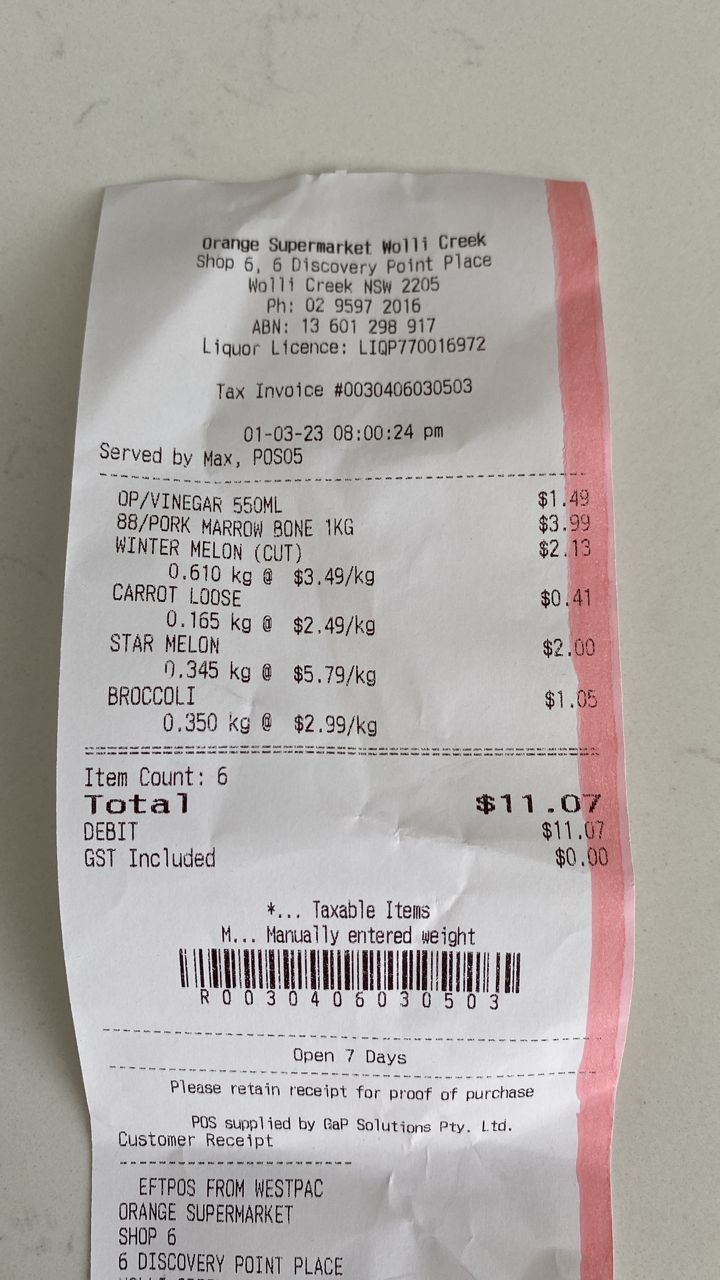 Orange Supermarket Wolli Creek
Shop 6, 6 Discovery Point Place
Wolli Creek NSW 2205
Ph: 02 9597 2016
ABN: 13 601 298 917
Liquor Licence: LIQP770016972
Tax Invoice #0030406030503
01-03-23 08:00:24 pm
Served by Max, POS05
OP/VINEGAR 550ML $1.49
88/PORK MARROW BONE 1KG $3.99
WINTER MELON (CUT) $2.13
0.610 kg @ $3.49/kg
CARROT LOOSE $0.41
0.165 kg @ $2.49/kg
STAR MELON $2.00
0.345 kg @ $5.79/kg
BROCCOLI $1.05
0.350 kg @ $2.99/kg
Item Count: 6
Total $11.07
DEBIT $11.07
GST Included $0.00
*... Taxable Items
M... Manually entered weight
R0030406030503
Open 7 Days
Please retain receipt for proof of purchase
POS supplied by GaP Solutions Pty. Ltd.
Customer Receipt
EFTPOS FROM WESTPAC
ORANGE SUPERMARKET
SHOP 6
6 DISCOVERY POINT PLACE